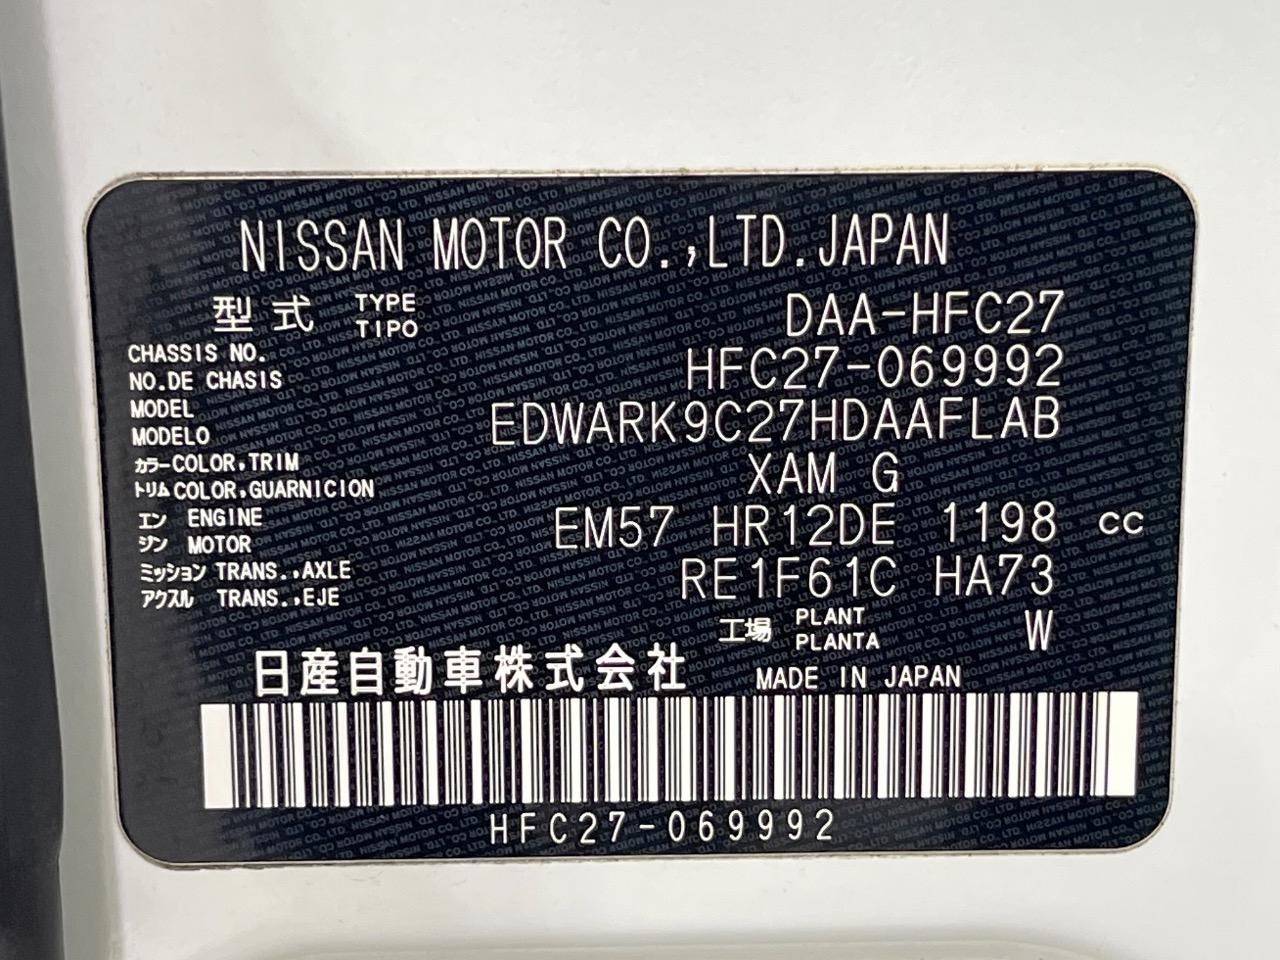 NISSAN MOTOR CO.,LTD.JAPAN
型式 TYPE TIPO DAA-HFC27
CHASSIS NO.
NO.DE CHASIS HFC27-069992
MODEL
MODELO EDWARK9C27HDAAFLAB
カラー COLOR,TRIM
トリム COLOR,GUARNICION XAM G
エン ENGINE
ジン MOTOR EM57 HR12DE 1198 cc
ミッション TRANS.,AXLE
アクスル TRANS.,EJE RE1F61C HA73
工場 PLANT PLANTA W
日産自動車株式会社 MADE IN JAPAN
HFC27-069992